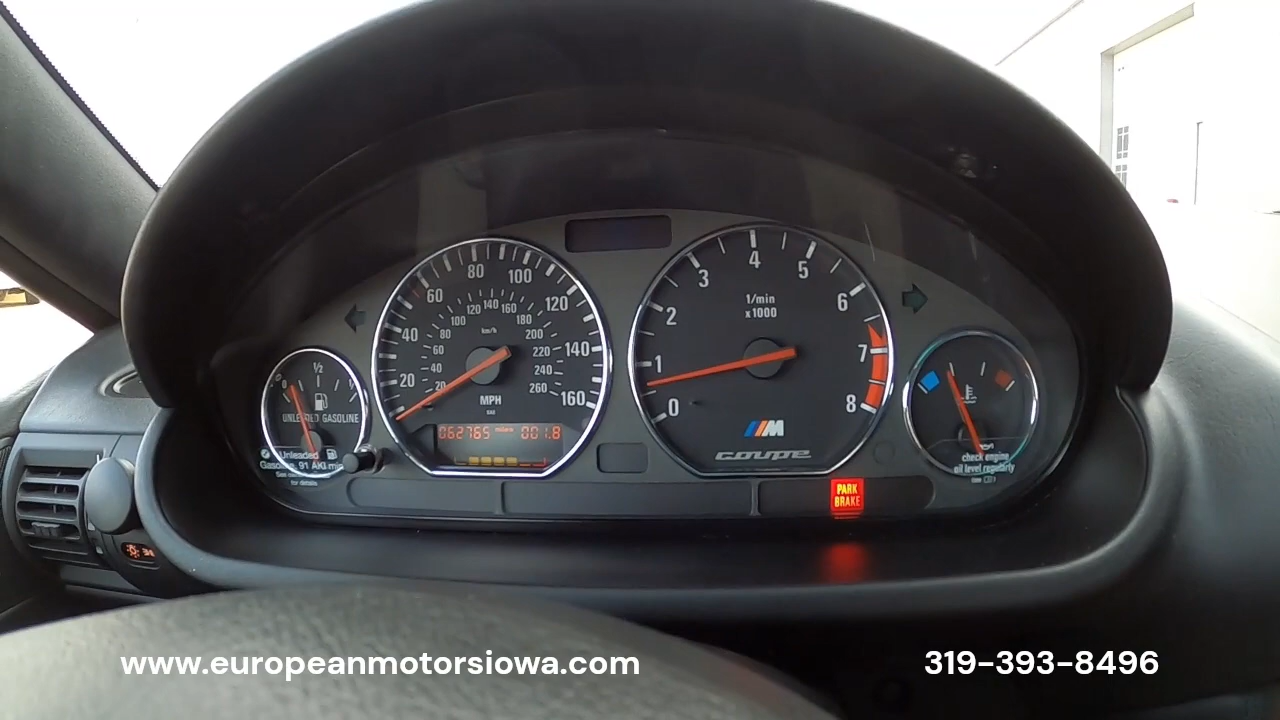 80 100
60 120
40 140
20 160
140 160
120 180
100 200
80 220
60 240
40 260
20
km/h
MPH
062765 miles 001.8
1/2
UNLEADED GASOLINE
Unleaded
Gasoline, 91 AKI min
for details
4
3 5
2 6
1 7
0 8
1/min
x1000
M
coupe
PARK
BRAKE
check engine
oil level regularly
www.europeanmotorsiowa.com
319-393-8496